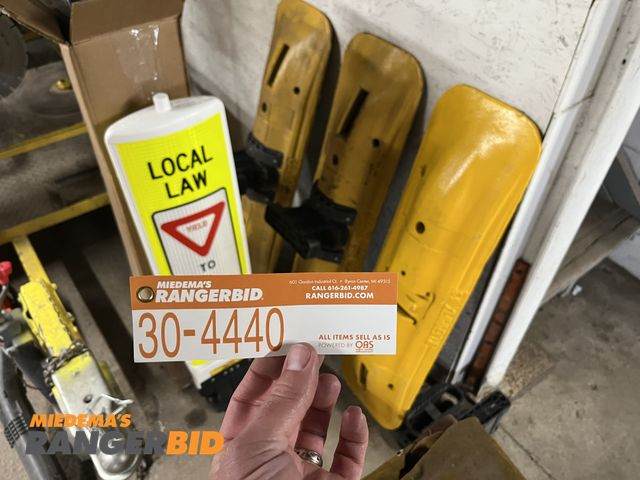 LOCAL
LAW
YIELD
TO
MIEDEMA'S
RANGERBID
601 Gordon Industrial Ct. • Byron Center, MI 49315
CALL 616-261-4987
RANGERBID.COM
30-4440
ALL ITEMS SELL AS IS
POWERED BY OAS
MIEDEMA'S
RANGERBID